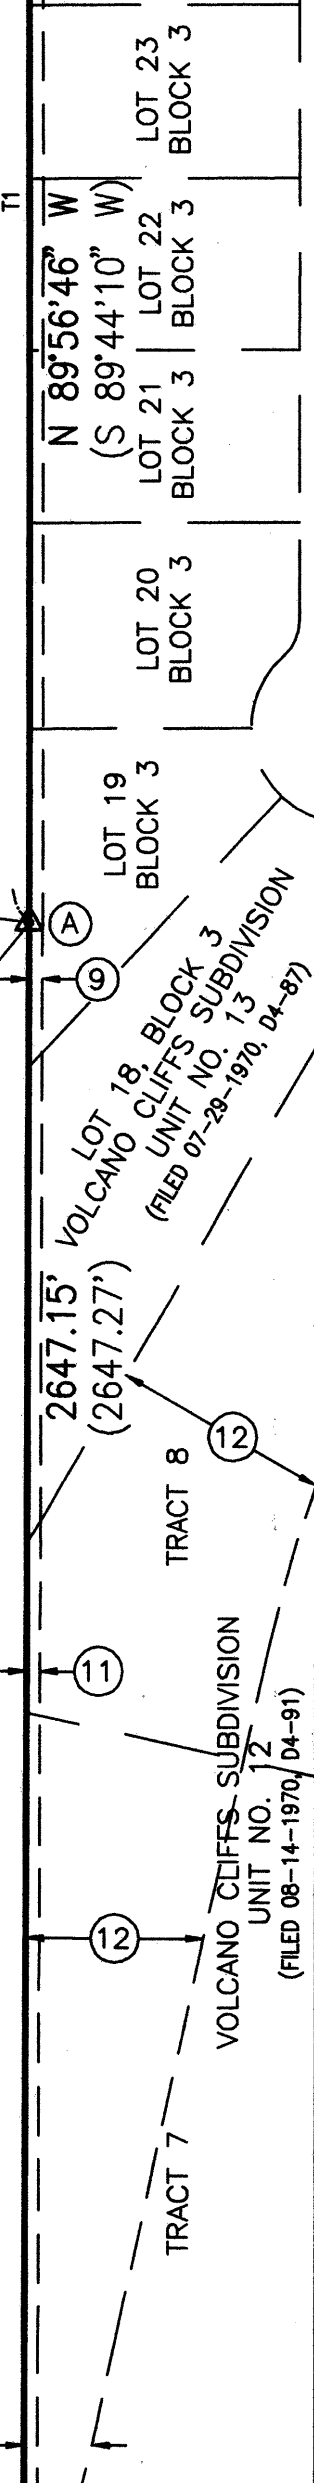 T1
LOT 23
BLOCK 3
N 89°56'46" W
(S 89°44'10" W)
LOT 22
BLOCK 3
LOT 21
BLOCK 3
LOT 20
BLOCK 3
LOT 19
BLOCK 3
A
9
LOT 18, BLOCK 3
VOLCANO CLIFFS SUBDIVISION
UNIT NO. 13
(FILED 07-29-1970, D4-87)
2647.15'
(2647.27')
12
TRACT 8
11
VOLCANO CLIFFS SUBDIVISION
UNIT NO. 12
(FILED 08-14-1970, D4-91)
12
TRACT 7